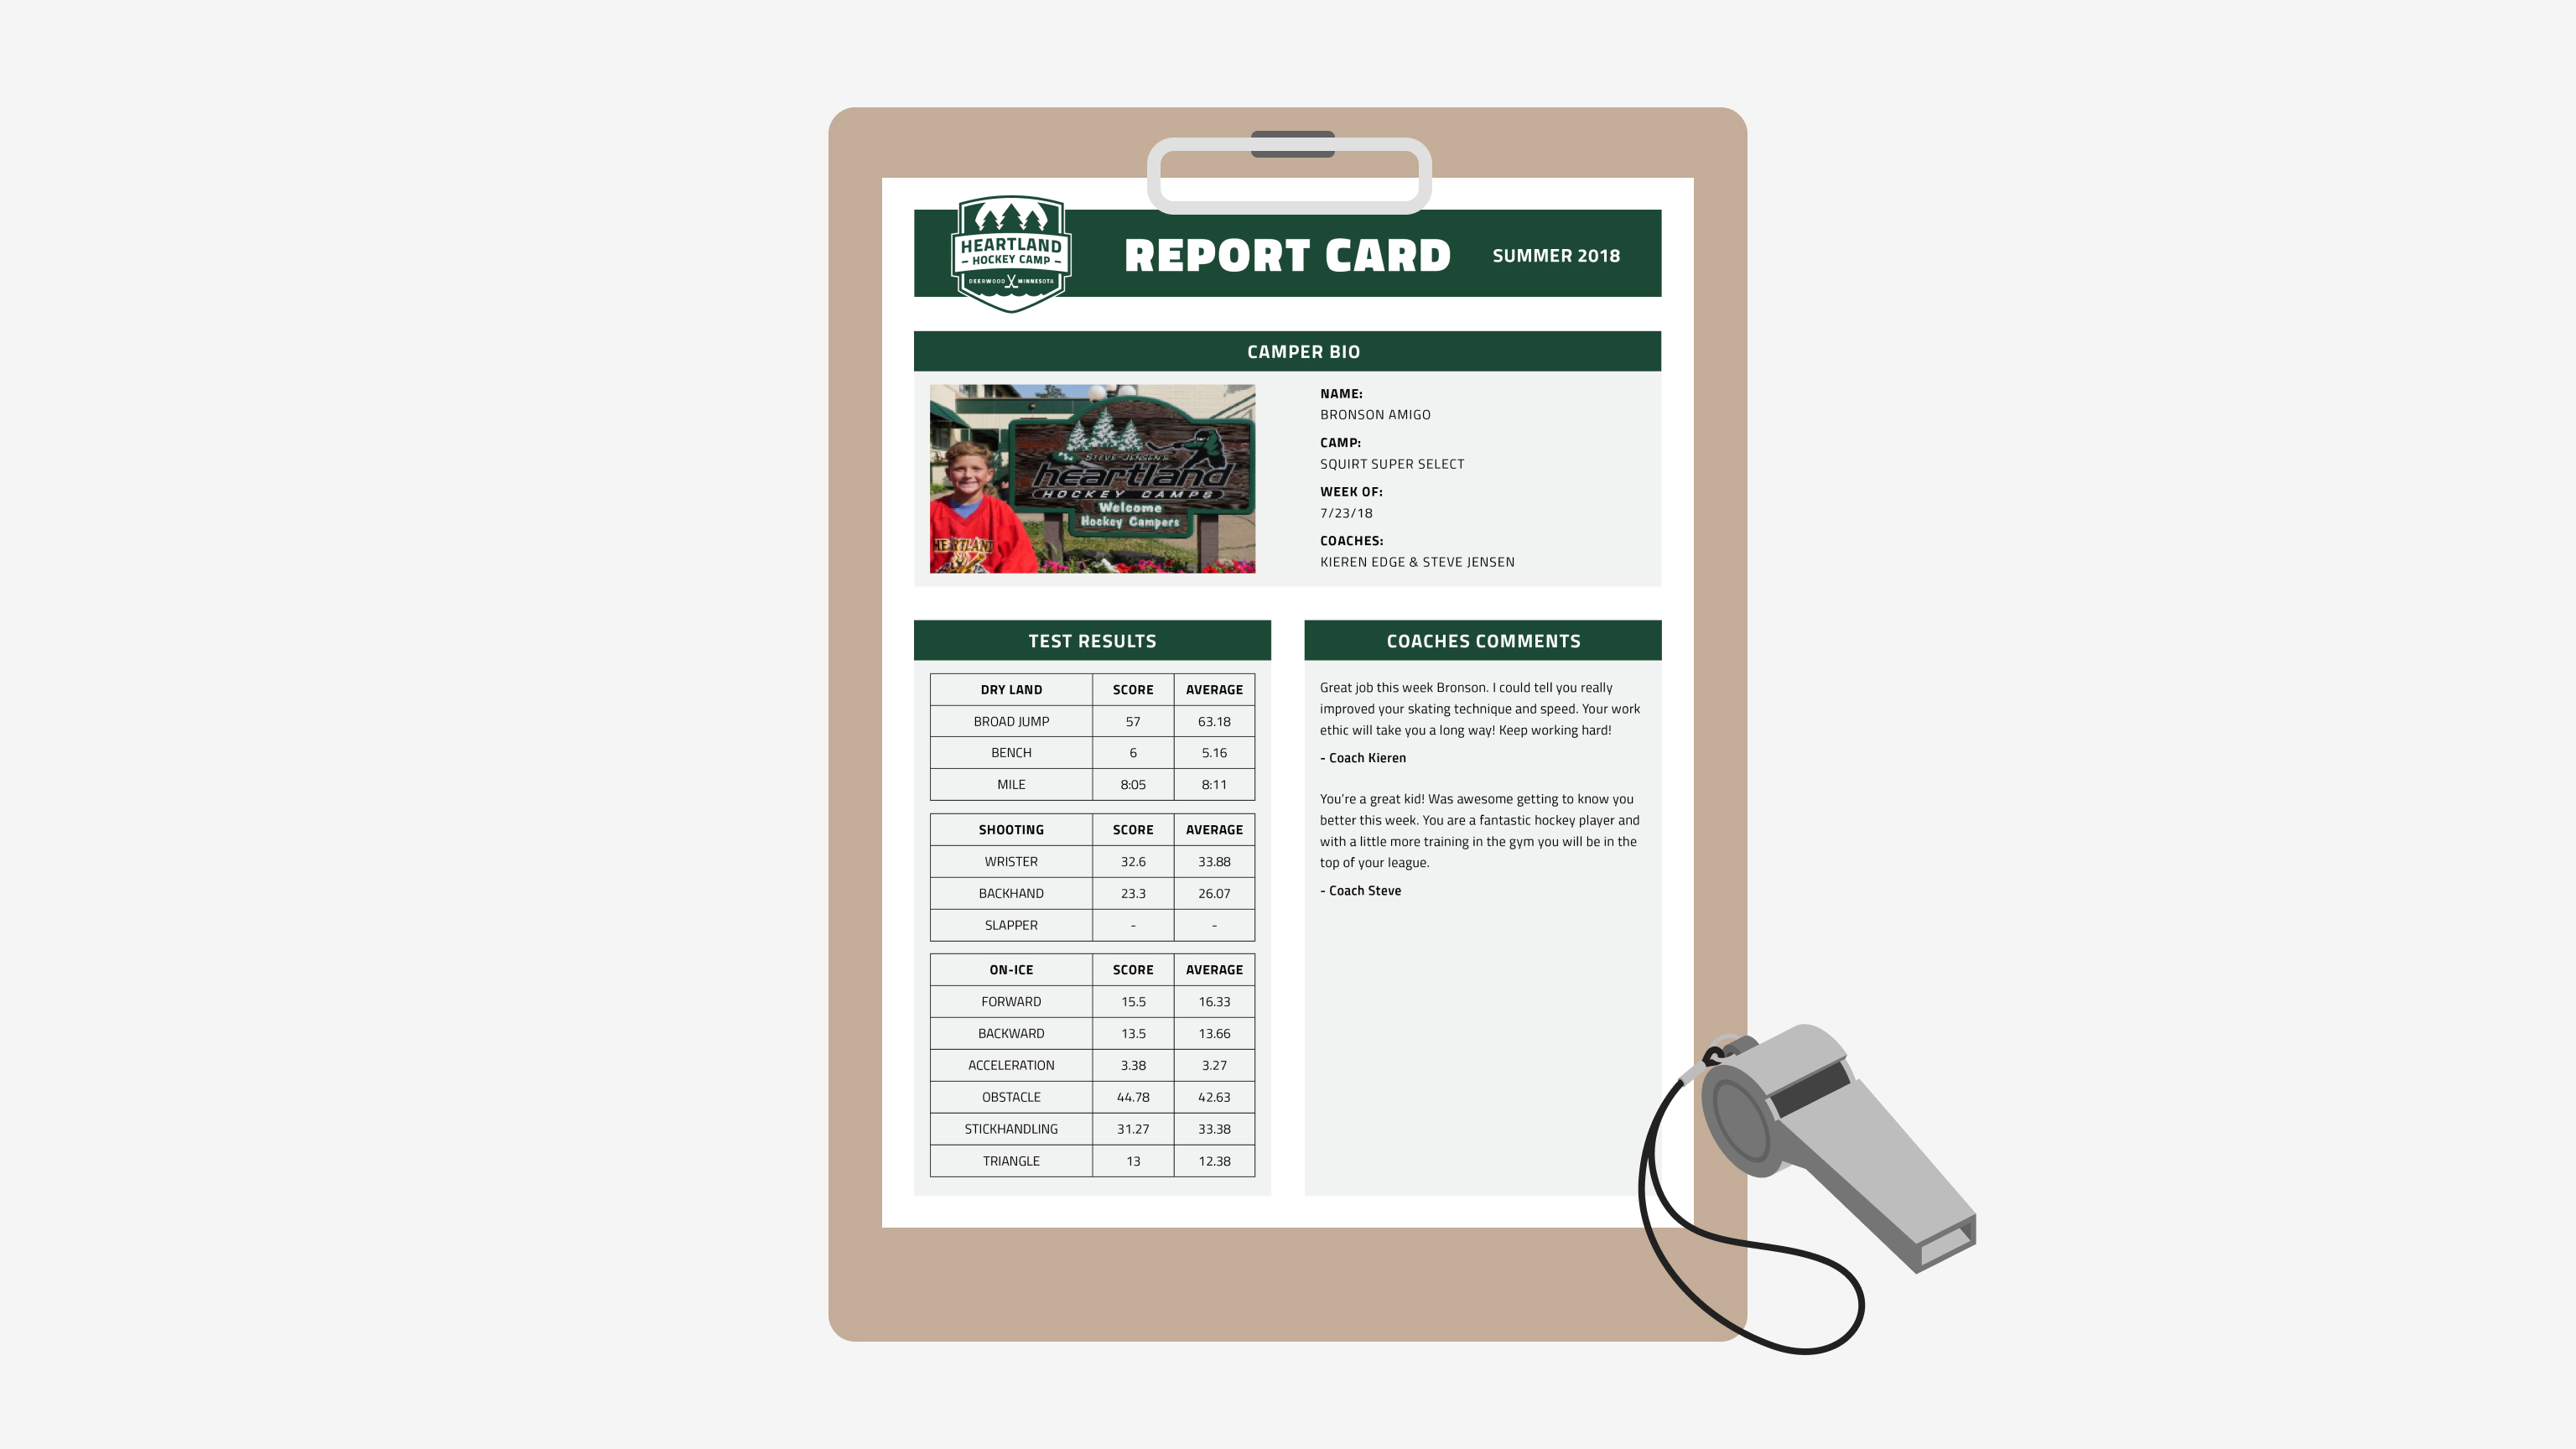 HEARTLAND
- HOCKEY CAMP -
DEERWOOD MINNESOTA
REPORT CARD
SUMMER 2018
CAMPER BIO
STEVE JENSEN'S
heartland
HOCKEY CAMPS
Welcome
Hockey Campers
HEARTLAND
NAME:
BRONSON AMIGO
CAMP:
SQUIRT SUPER SELECT
WEEK OF:
7/23/18
COACHES:
KIEREN EDGE & STEVE JENSEN
TEST RESULTS
DRY LAND SCORE AVERAGE
BROAD JUMP 57 63.18
BENCH 6 5.16
MILE 8:05 8:11
SHOOTING SCORE AVERAGE
WRISTER 32.6 33.88
BACKHAND 23.3 26.07
SLAPPER - -
ON-ICE SCORE AVERAGE
FORWARD 15.5 16.33
BACKWARD 13.5 13.66
ACCELERATION 3.38 3.27
OBSTACLE 44.78 42.63
STICKHANDLING 31.27 33.38
TRIANGLE 13 12.38
COACHES COMMENTS
Great job this week Bronson. I could tell you really
improved your skating technique and speed. Your work
ethic will take you a long way! Keep working hard!
- Coach Kieren
You're a great kid! Was awesome getting to know you
better this week. You are a fantastic hockey player and
with a little more training in the gym you will be in the
top of your league.
- Coach Steve